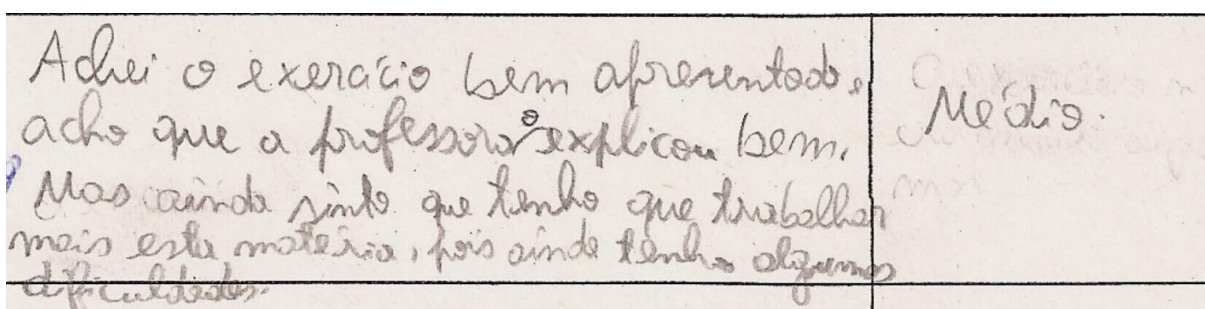 Achei o exercício bem apresentado e
acho que a professora o explicou bem.
Mas ainda sinto que tenho que trabalhar
mais esta matéria, pois ainda tenho algumas
dificuldades.
Médio.